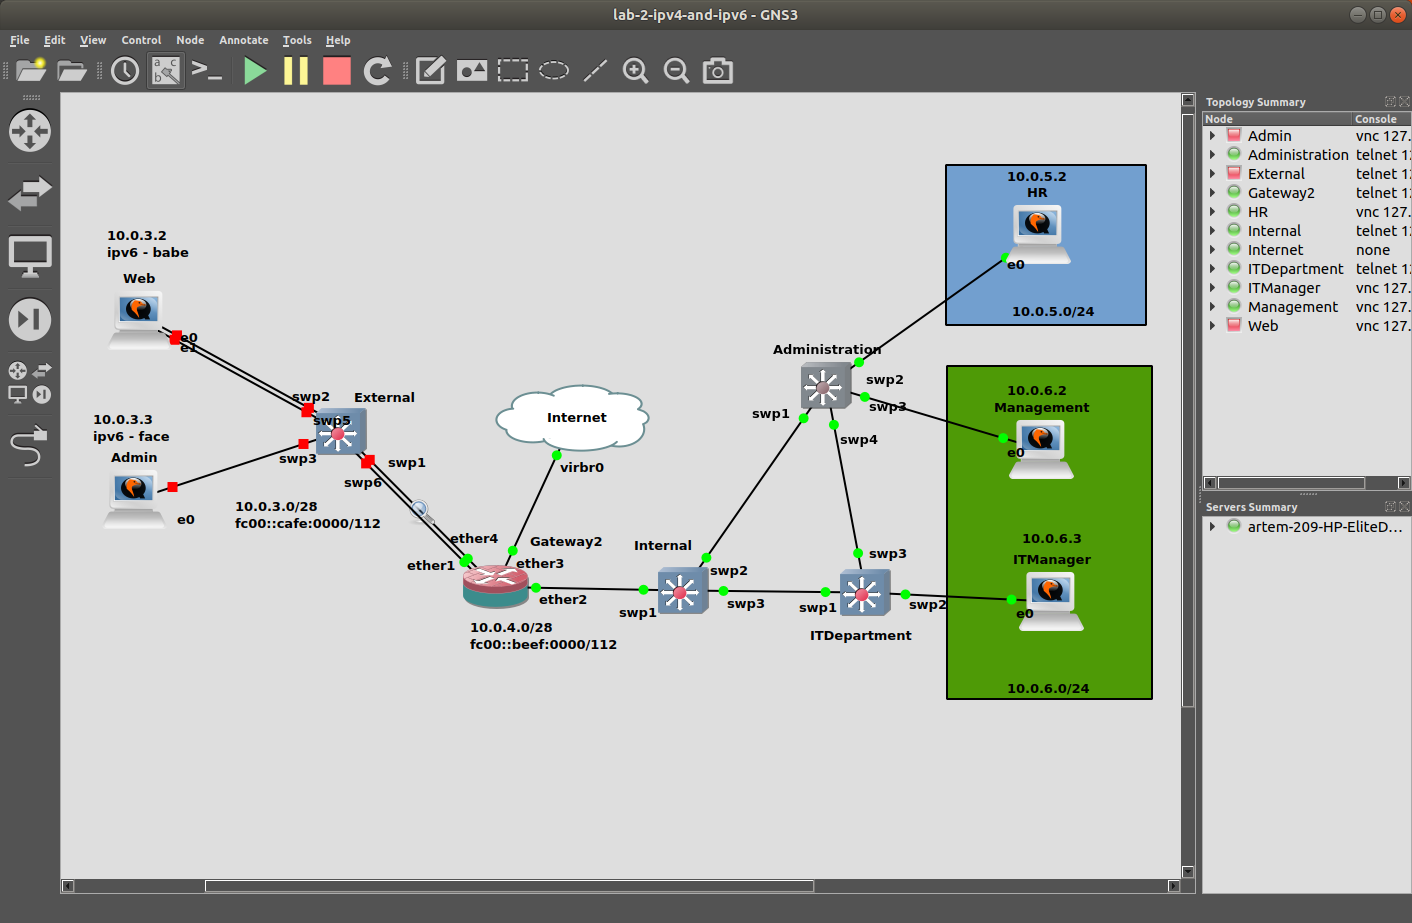 lab-2-ipv4-and-ipv6 - GNS3
File Edit View Control Node Annotate Tools Help
Topology Summary
Node Console
Admin vnc 127.
Administration telnet 1
External telnet 1
Gateway2 telnet 1
HR vnc 127.
Internal telnet 1
Internet none
ITDepartment telnet 1
ITManager vnc 127.
Management vnc 127.
Web vnc 127.
Servers Summary
artem-209-HP-EliteD...
10.0.3.2
ipv6 - babe
Web
e0
e1
swp2
External
swp5
10.0.3.3
ipv6 - face
Admin
e0
swp3
swp1
swp6
10.0.3.0/28
fc00::cafe:0000/112
Internet
virbr0
ether4
Gateway2
ether1
ether3
ether2
10.0.4.0/28
fc00::beef:0000/112
Internal
swp1
swp2
swp3
Administration
swp2
swp1
swp3
swp4
swp3
swp1
swp2
ITDepartment
10.0.5.2
HR
e0
10.0.5.0/24
10.0.6.2
Management
e0
10.0.6.3
ITManager
e0
10.0.6.0/24